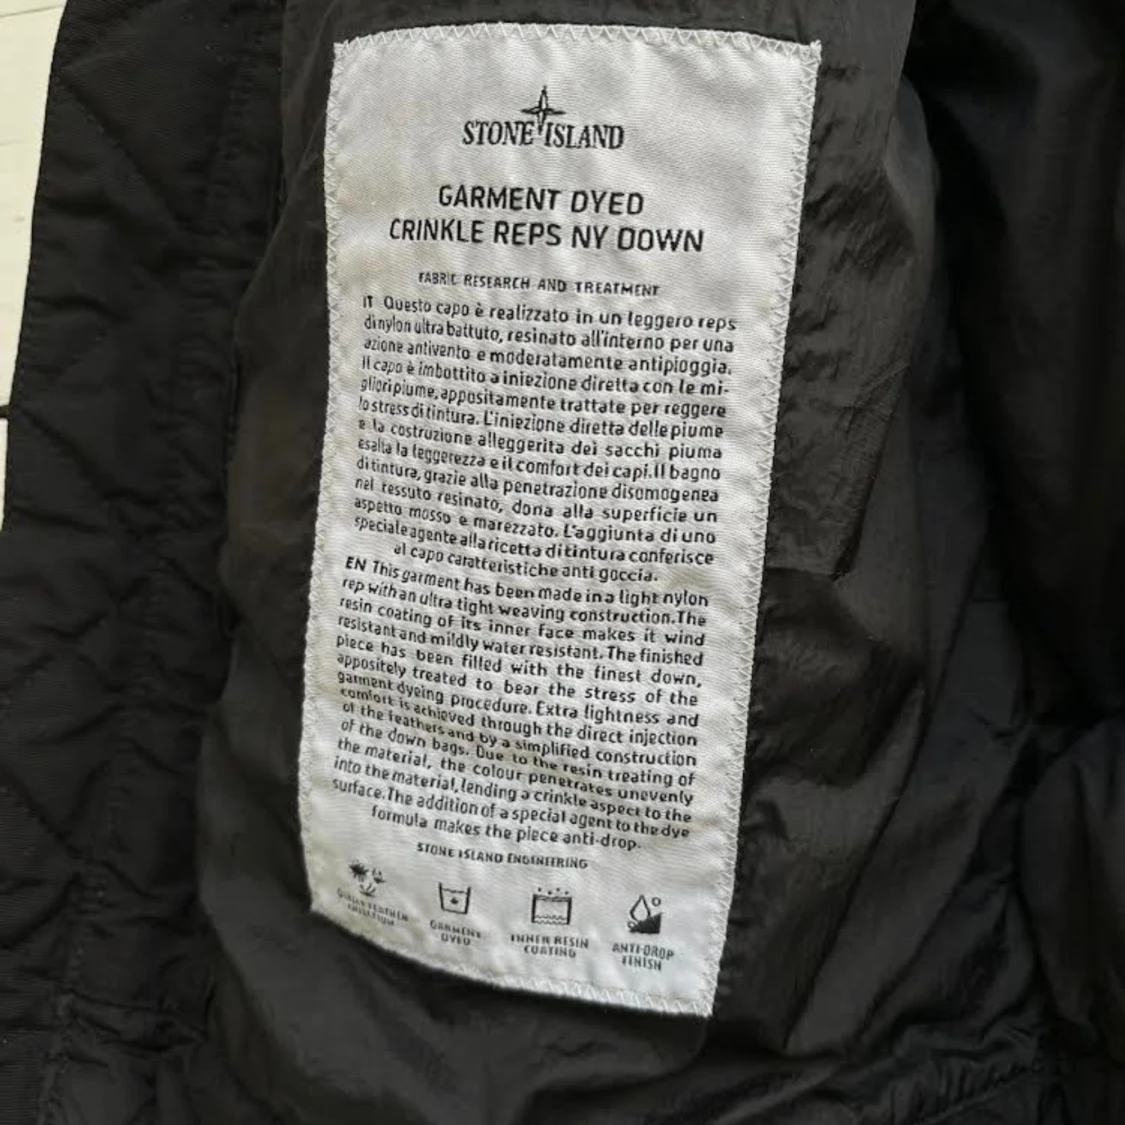 STONE ISLAND
GARMENT DYED
CRINKLE REPS NY DOWN
FABRIC RESEARCH AND TREATMENT
IT Questo capo è realizzato in un leggero reps
di nylon ultra battuto, resinato all'interno per una
azione antivento e moderatamente antipioggia.
Il capo è imbottito a iniezione diretta con le mi-
gliori piume, appositamente trattate per reggere
lo stress di tintura. L'iniezione diretta delle piume
e la costruzione alleggerita dei sacchi piuma
esalta la leggerezza e il comfort dei capi. Il bagno
di tintura, grazie alla penetrazione disomogenea
nel tessuto resinato, dona alla superficie un
aspetto mosso e marezzato. L'aggiunta di uno
speciale agente alla ricetta di tintura conferisce
al capo caratteristiche anti goccia.
EN This garment has been made in a light nylon
rep with an ultra tight weaving construction. The
resin coating of its inner face makes it wind
resistant and mildly water resistant. The finished
piece has been filled with the finest down,
appositely treated to bear the stress of the
garment dyeing procedure. Extra lightness and
comfort is achieved through the direct injection
of the feathers and by a simplified construction
of the down bags. Due to the resin treating of
the material, the colour penetrates unevenly
into the material, lending a crinkle aspect to the
surface. The addition of a special agent to the dye
formula makes the piece anti-drop.
STONE ISLAND ENGINEERING
FEATHER
GARMENT
DYED
INNER RESIN
COATING
ANTI-DROP
FINISH